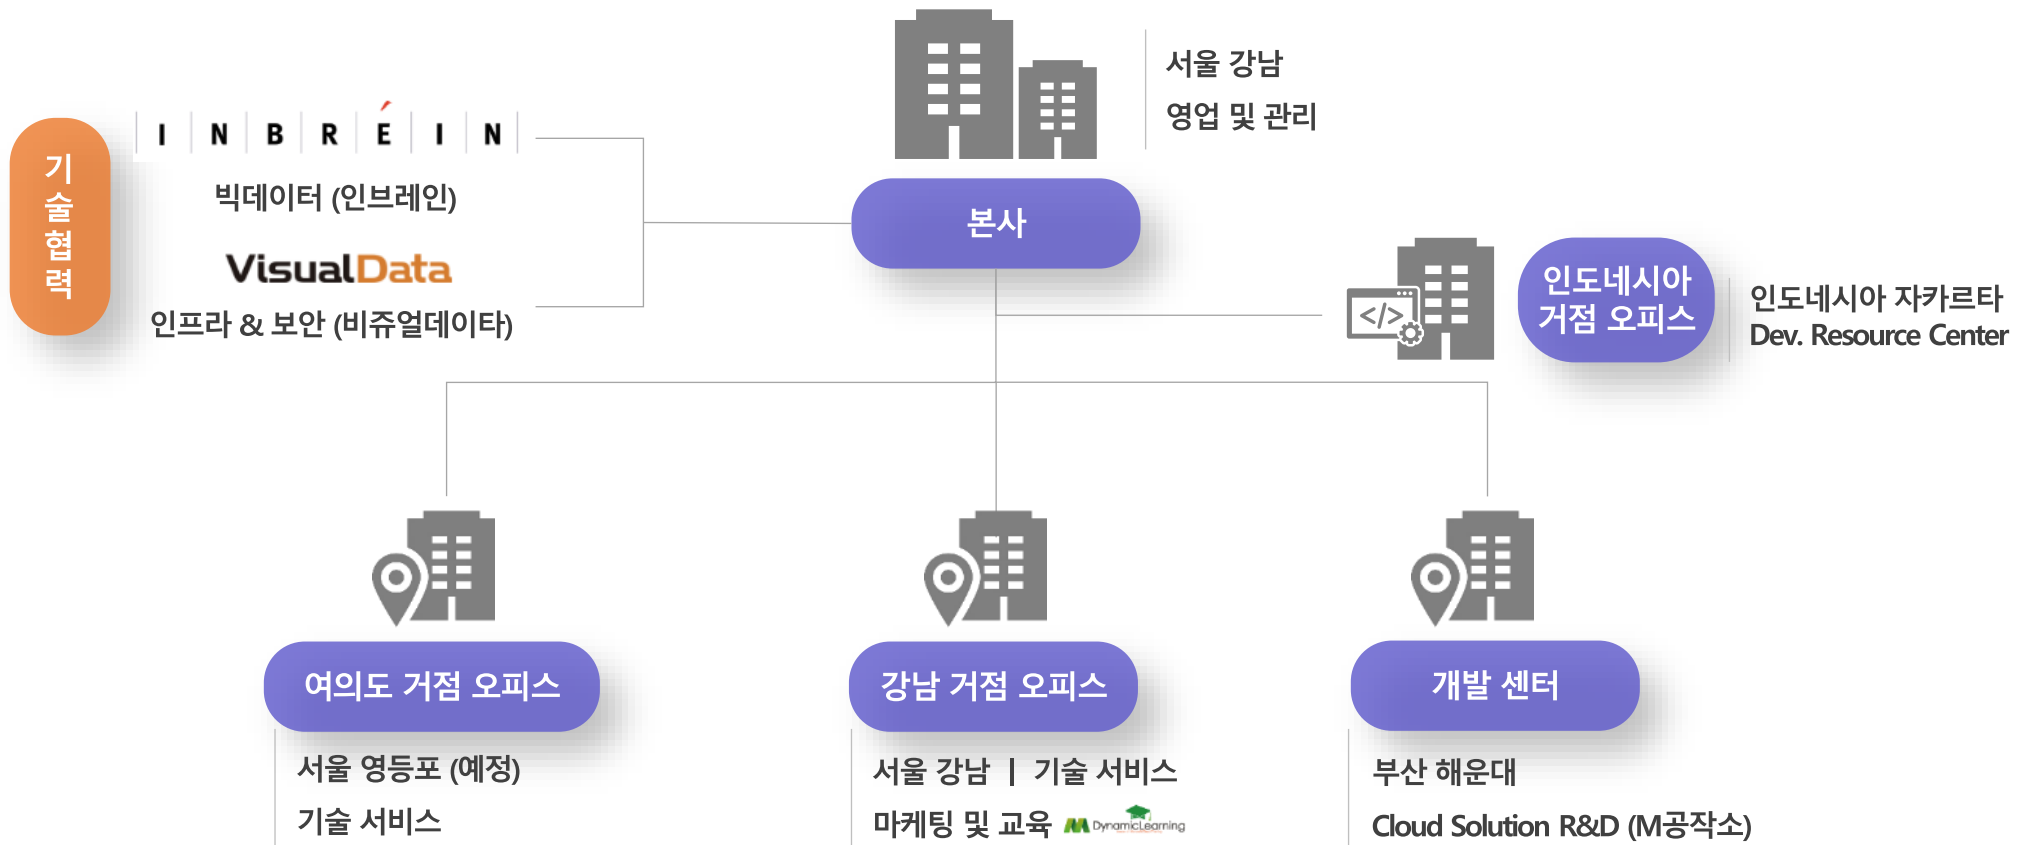 서울 강남
영업 및 관리
기술협력
INBRÉIN
빅데이터 (인브레인)
VisualData
인프라 & 보안 (비쥬얼데이타)
본사
인도네시아
거점 오피스
인도네시아 자카르타
Dev. Resource Center
</>
여의도 거점 오피스
서울 영등포 (예정)
기술 서비스
강남 거점 오피스
서울 강남 | 기술 서비스
마케팅 및 교육 DynamicLearning
개발 센터
부산 해운대
Cloud Solution R&D (M공작소)